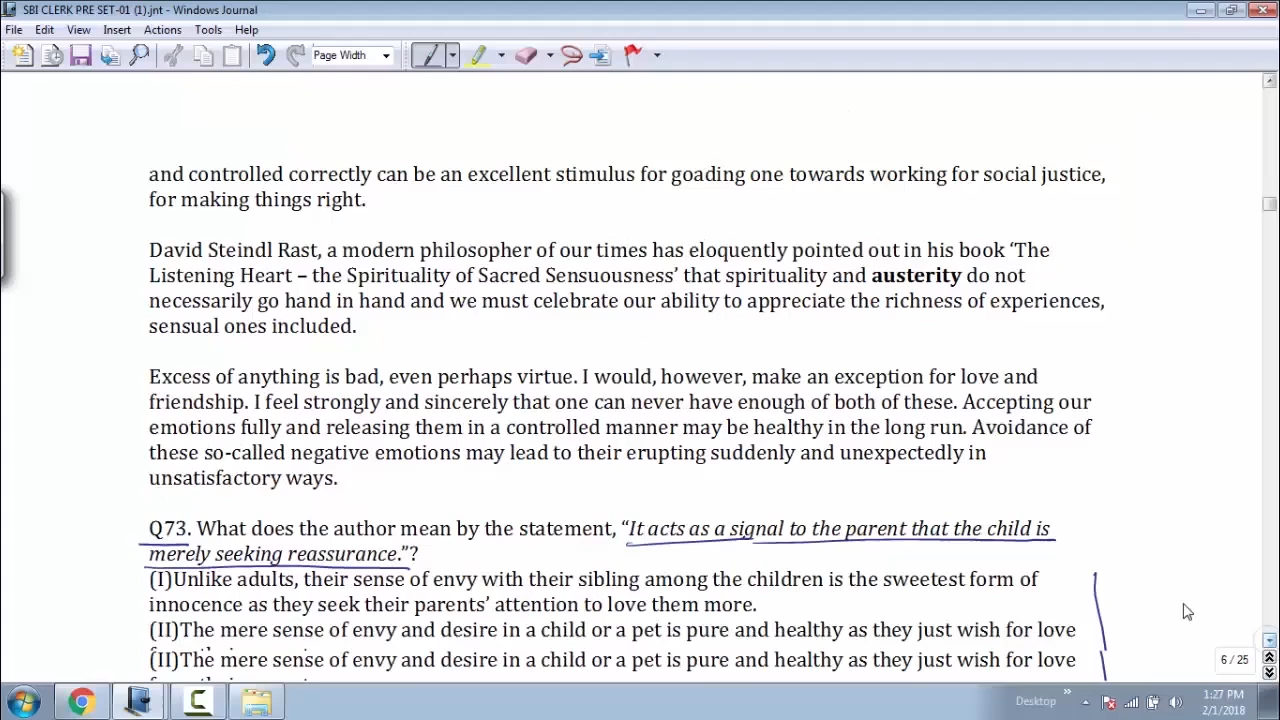 SBI CLERK PRE SET-01 (1).jnt - Windows Journal
File Edit View Insert Actions Tools Help
Page Width
and controlled correctly can be an excellent stimulus for goading one towards working for social justice,
for making things right.
David Steindl Rast, a modern philosopher of our times has eloquently pointed out in his book ‘The
Listening Heart – the Spirituality of Sacred Sensuousness’ that spirituality and austerity do not
necessarily go hand in hand and we must celebrate our ability to appreciate the richness of experiences,
sensual ones included.
Excess of anything is bad, even perhaps virtue. I would, however, make an exception for love and
friendship. I feel strongly and sincerely that one can never have enough of both of these. Accepting our
emotions fully and releasing them in a controlled manner may be healthy in the long run. Avoidance of
these so-called negative emotions may lead to their erupting suddenly and unexpectedly in
unsatisfactory ways.
Q73. What does the author mean by the statement, “It acts as a signal to the parent that the child is
merely seeking reassurance.”?
(I)Unlike adults, their sense of envy with their sibling among the children is the sweetest form of
innocence as they seek their parents’ attention to love them more.
(II)The mere sense of envy and desire in a child or a pet is pure and healthy as they just wish for love
(II)The mere sense of envy and desire in a child or a pet is pure and healthy as they just wish for love
6 / 25
Desktop
1:27 PM
2/1/2018